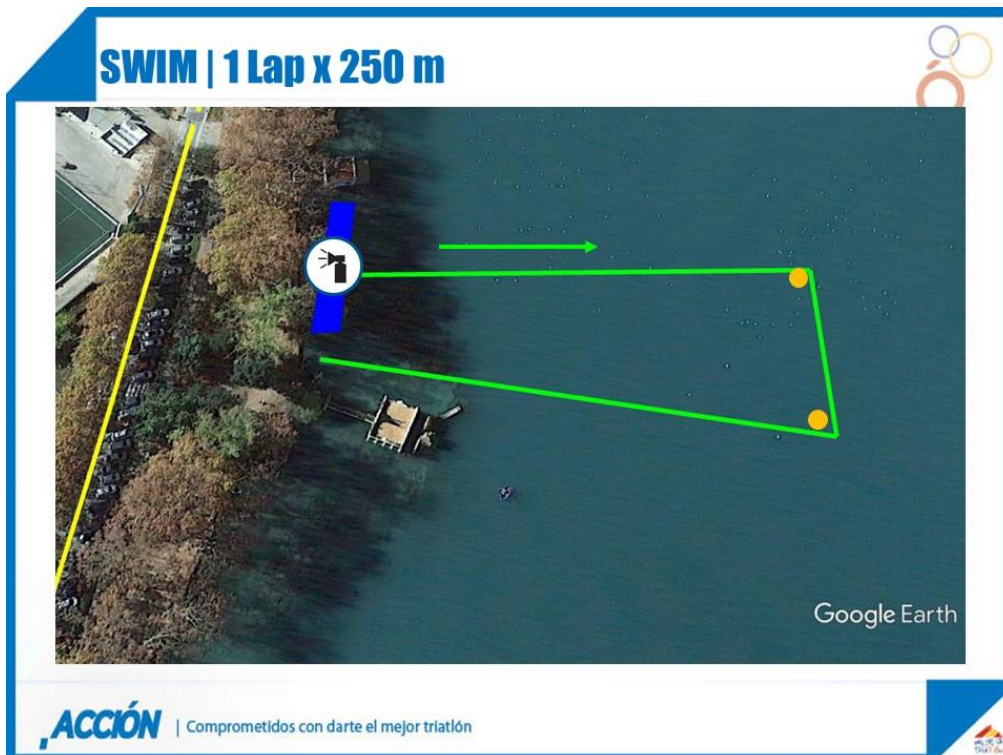 SWIM | 1 Lap x 250 m
Google Earth
ACCIÓN | Comprometidos con darte el mejor triatlón